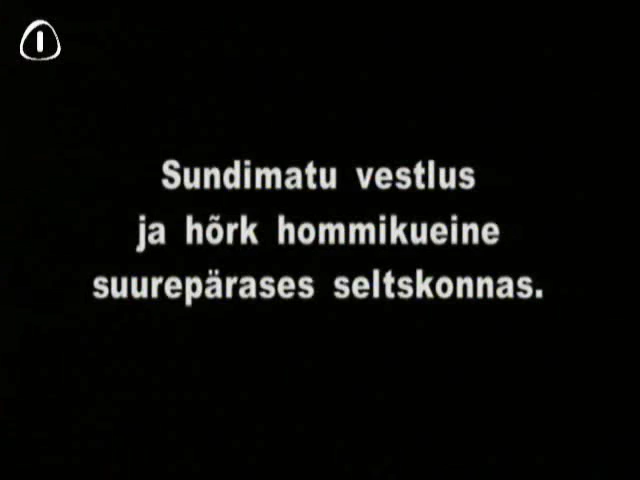 Sundimatu vestlus
ja hõrk hommikueine
suurepärases seltskonnas.